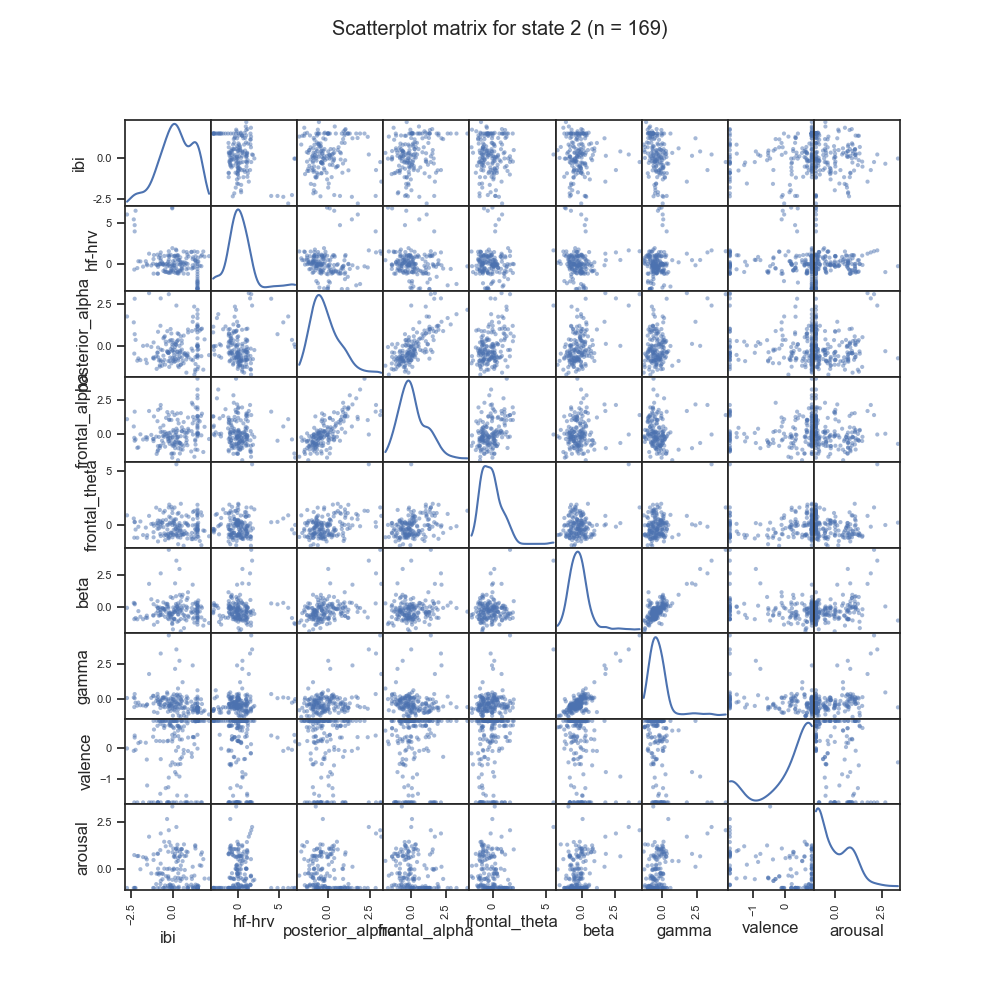 Scatterplot matrix for state 2 (n = 169)
ibi
0.0
−2.5
hf-hrv
5
0
posterior_alpha
2.5
0.0
frontal_alpha
2.5
0.0
frontal_theta
5
0
beta
2.5
0.0
gamma
2.5
0.0
valence
0
−1
arousal
2.5
0.0
−2.5 0.0 0 5 0.0 2.5 0.0 2.5 0 5 0.0 2.5 0.0 2.5 −1 0 0.0 2.5
ibi hf-hrv posterior_alpha frontal_alpha frontal_theta beta gamma valence arousal